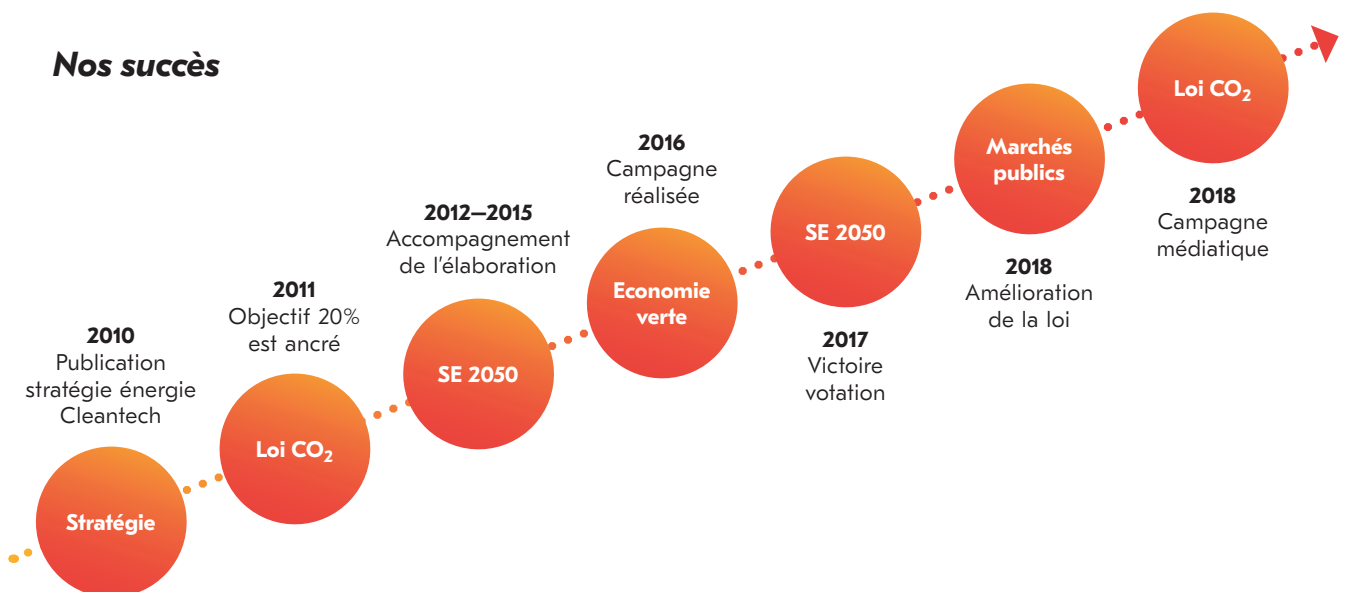 Nos succès
2010
Publication
stratégie énergie
Cleantech
Stratégie
2011
Objectif 20%
est ancré
Loi CO₂
2012–2015
Accompagnement
de l'élaboration
SE 2050
2016
Campagne
réalisée
Economie
verte
SE 2050
2017
Victoire
votation
Marchés
publics
2018
Amélioration
de la loi
Loi CO₂
2018
Campagne
médiatique